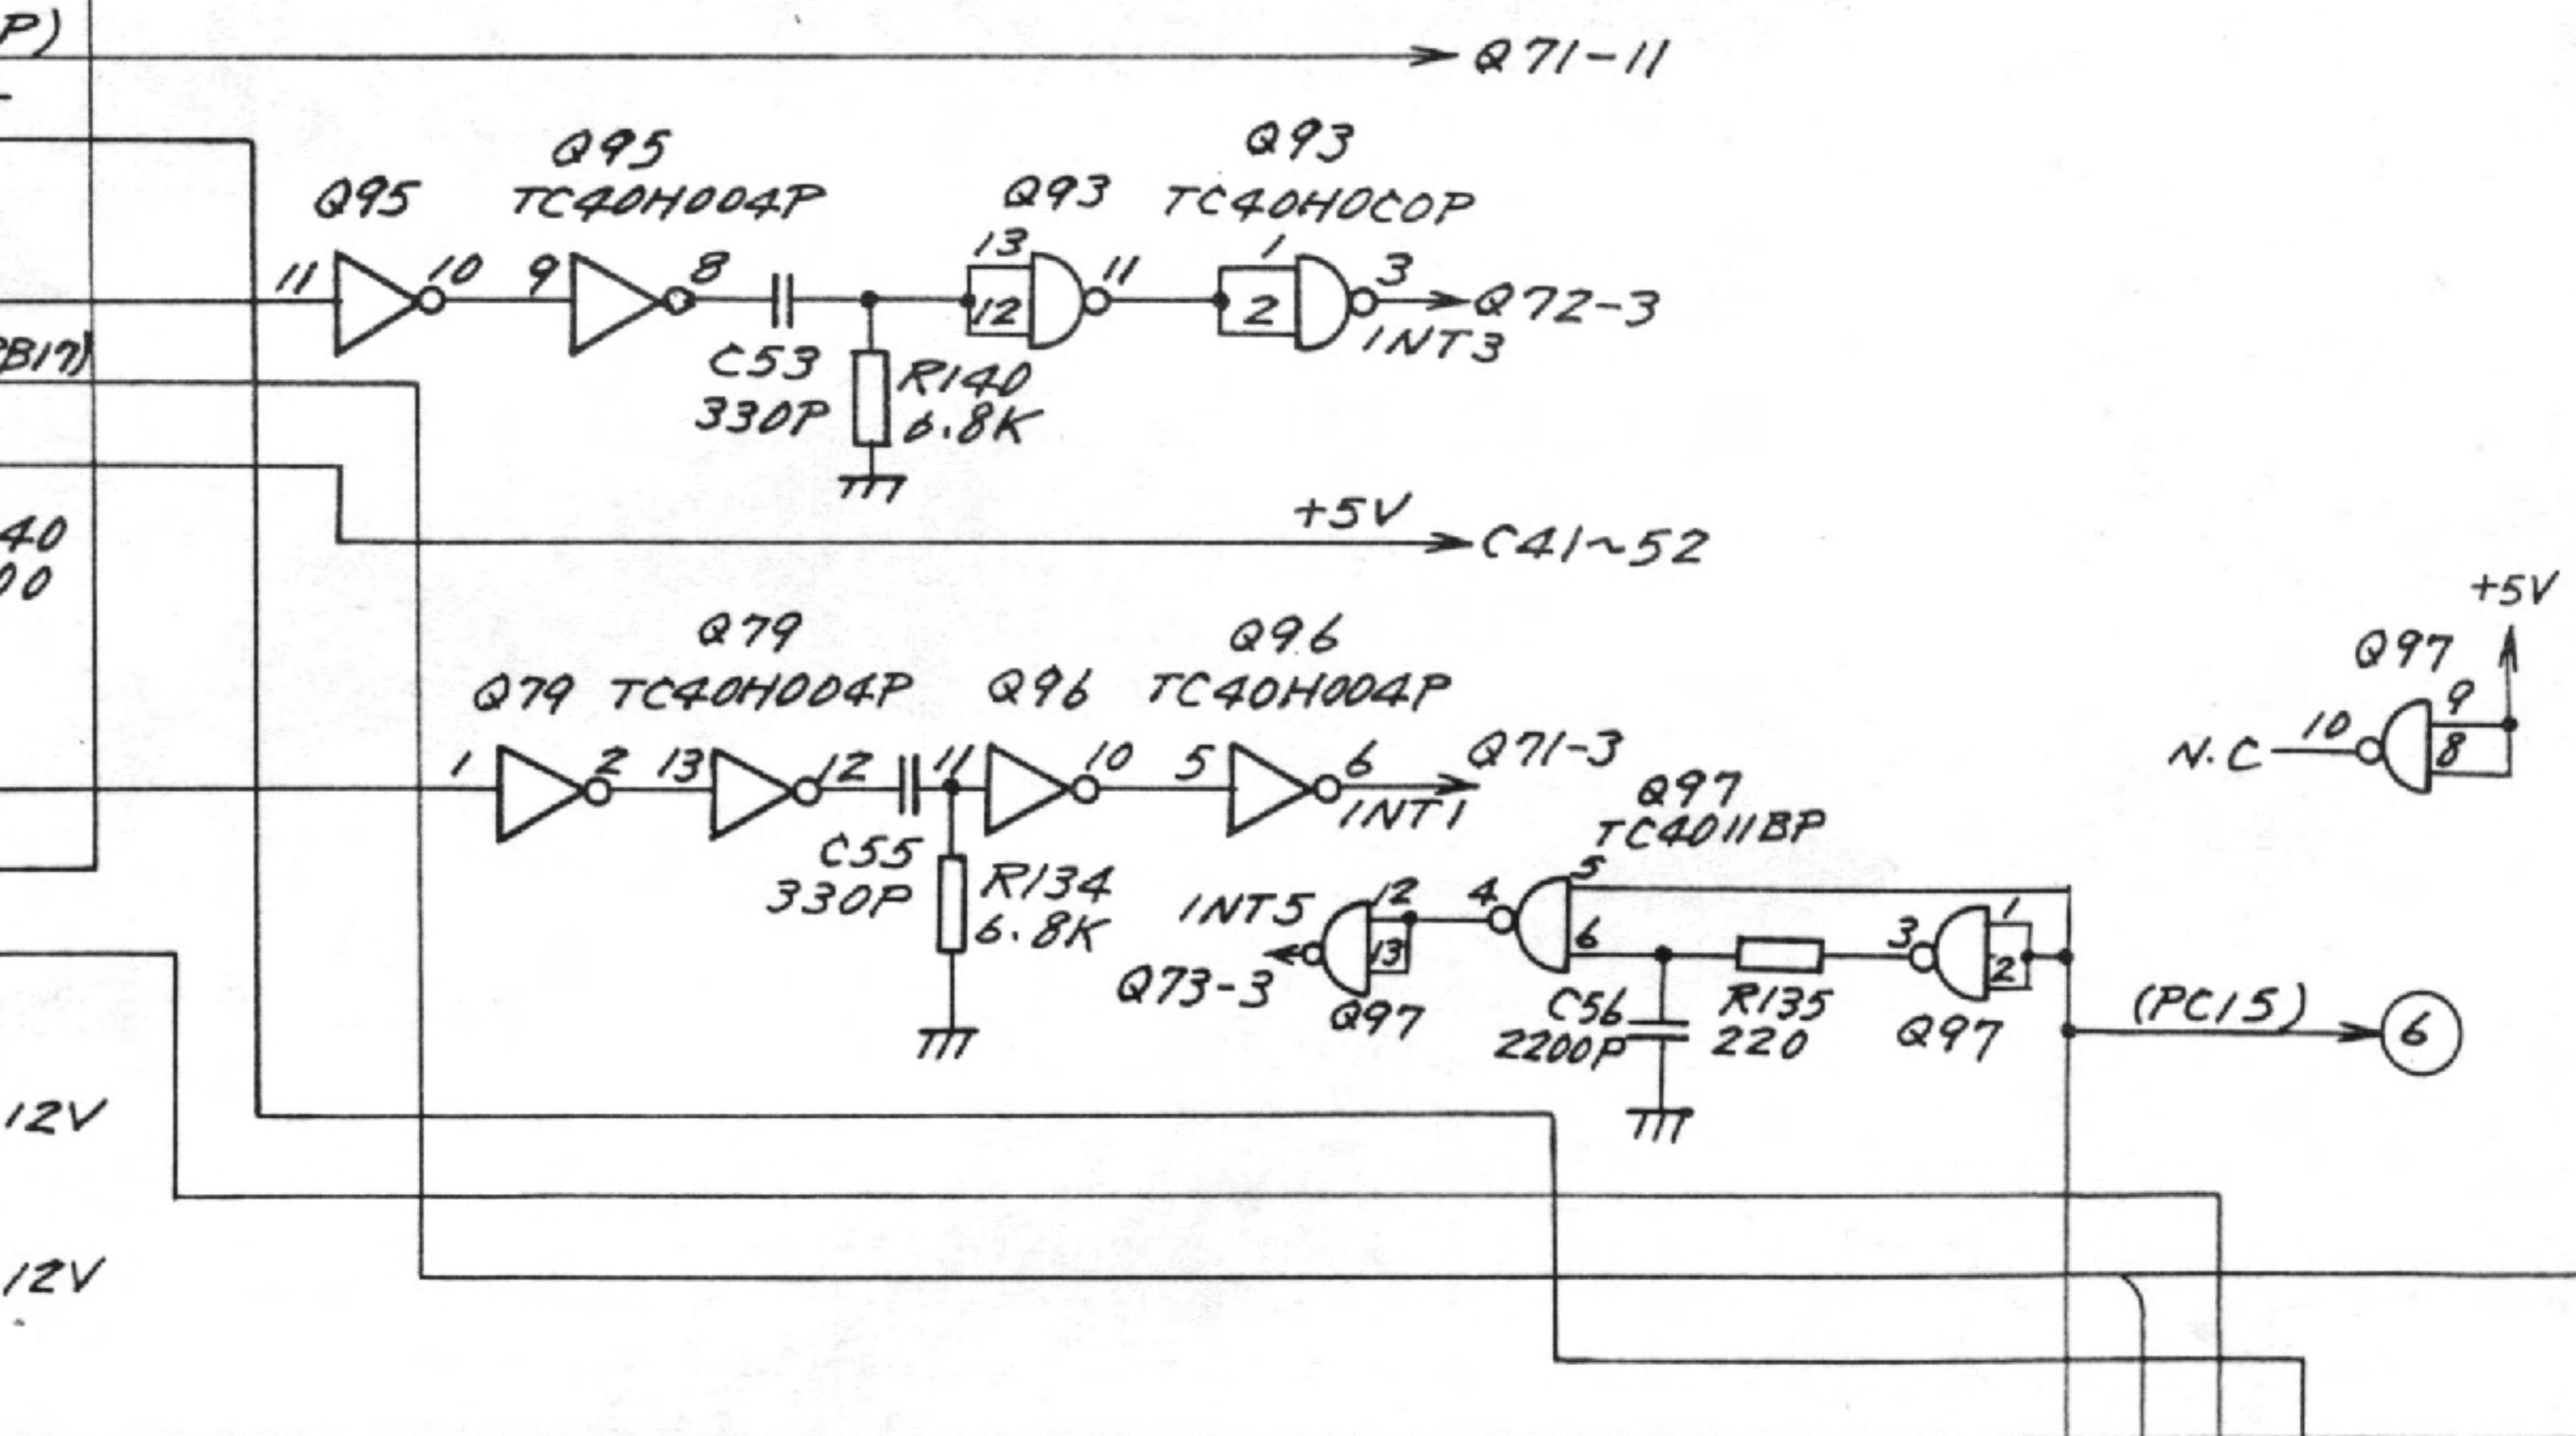 P)
Q71-11
Q95
Q93
Q95
TC40H004P
Q93
TC40H0C0P
11
10
9
8
13
12
11
1
2
3
Q72-3
INT3
C53
330P
R140
6.8K
+5V
C41~52
40
00
+5V
Q79
Q96
Q79
TC40H004P
Q96
TC40H004P
Q97
9
8
10
N.C
1
2
13
12
11
10
5
6
Q71-3
INT1
Q97
TC4011BP
C55
330P
R134
6.8K
INT5
12
13
4
5
6
3
1
2
Q73-3
Q97
C56
2200P
R135
220
Q97
(PC15)
6
12V
12V